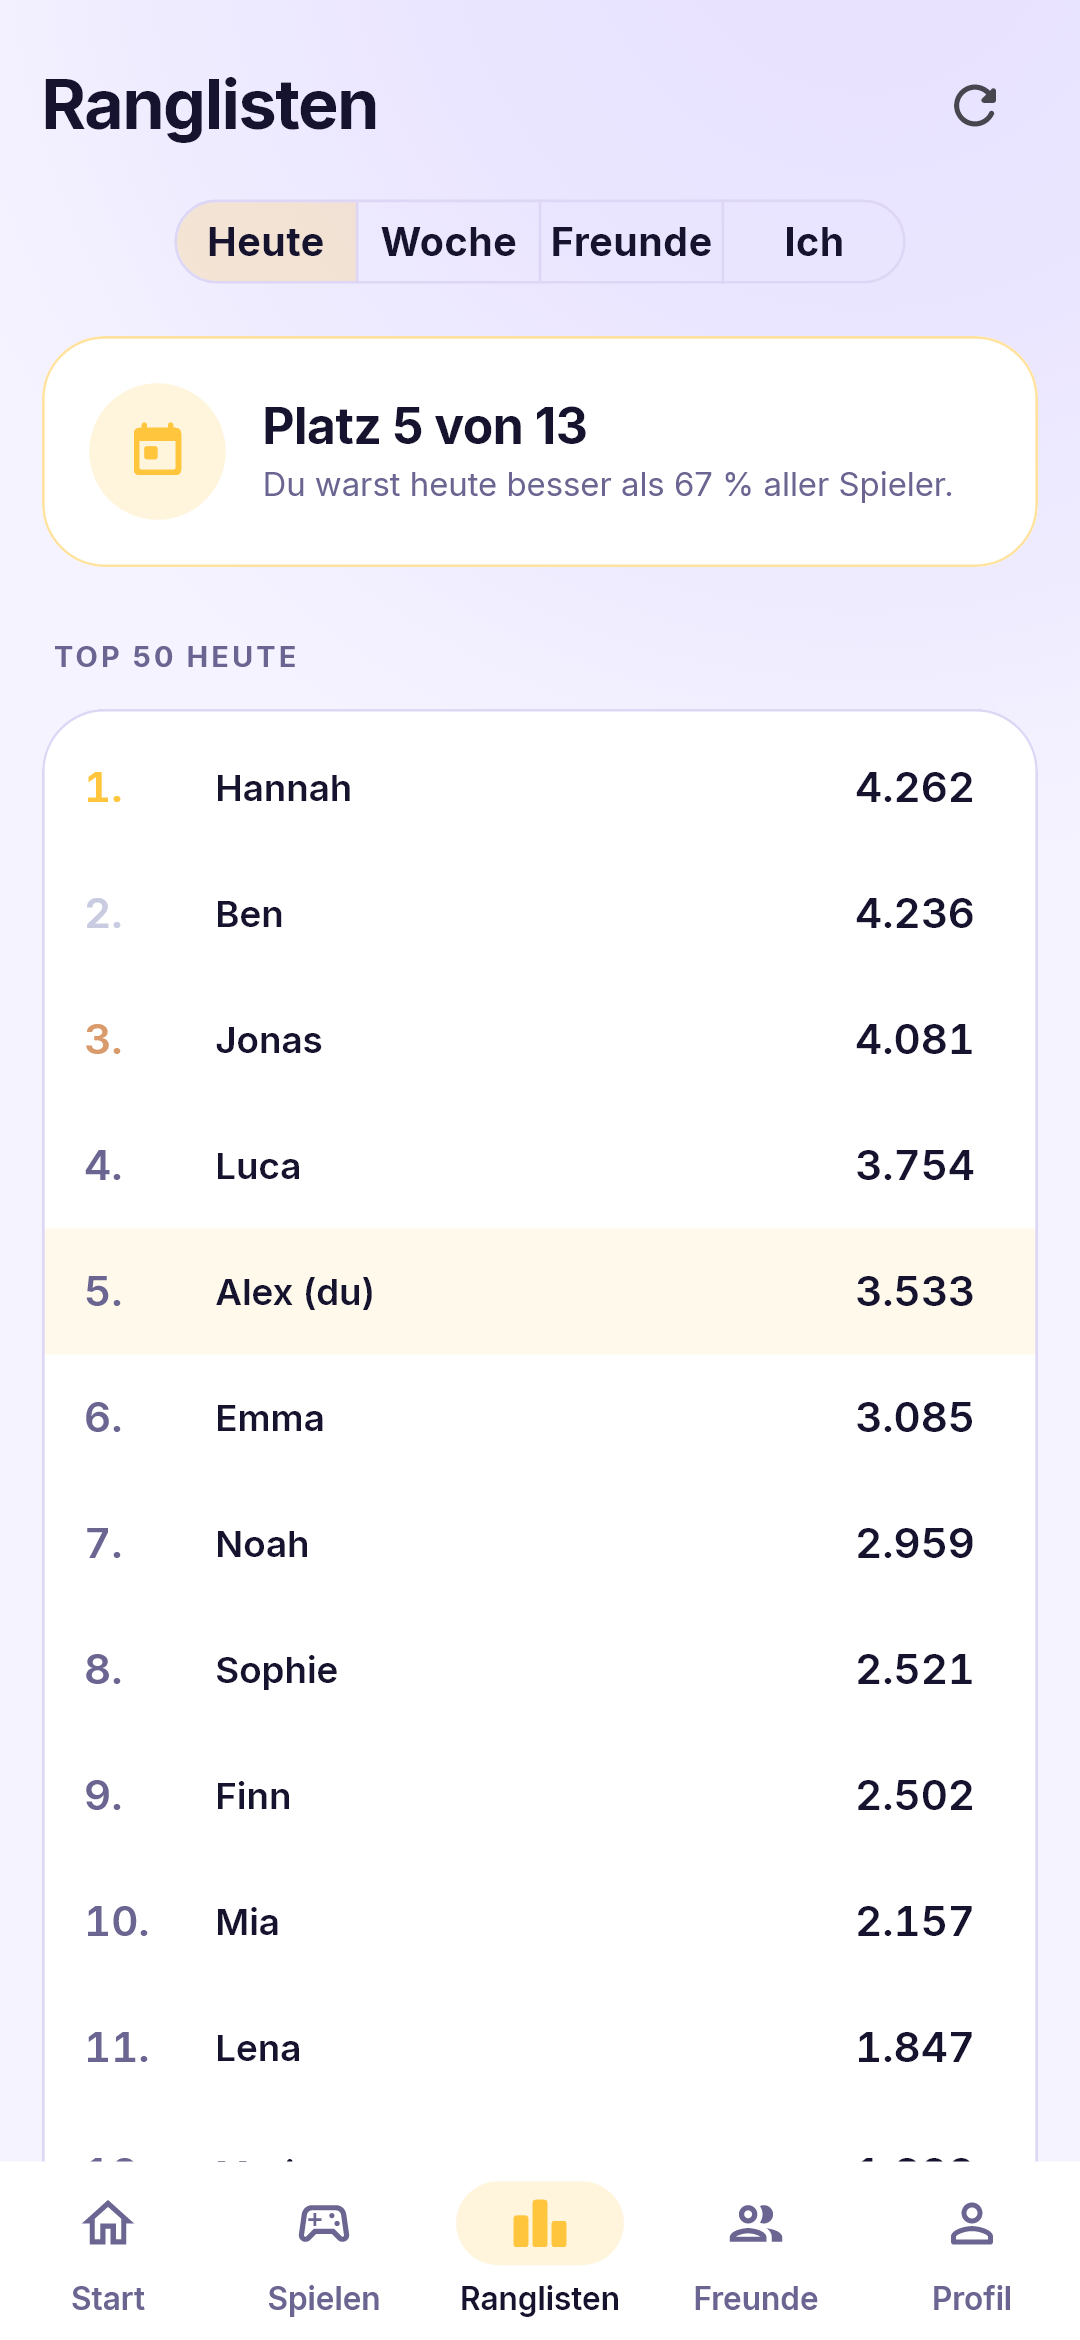 Ranglisten
Heute Woche Freunde Ich
Platz 5 von 13
Du warst heute besser als 67 % aller Spieler.
TOP 50 HEUTE
1. Hannah 4.262
2. Ben 4.236
3. Jonas 4.081
4. Luca 3.754
5. Alex (du) 3.533
6. Emma 3.085
7. Noah 2.959
8. Sophie 2.521
9. Finn 2.502
10. Mia 2.157
11. Lena 1.847
Start Spielen Ranglisten Freunde Profil